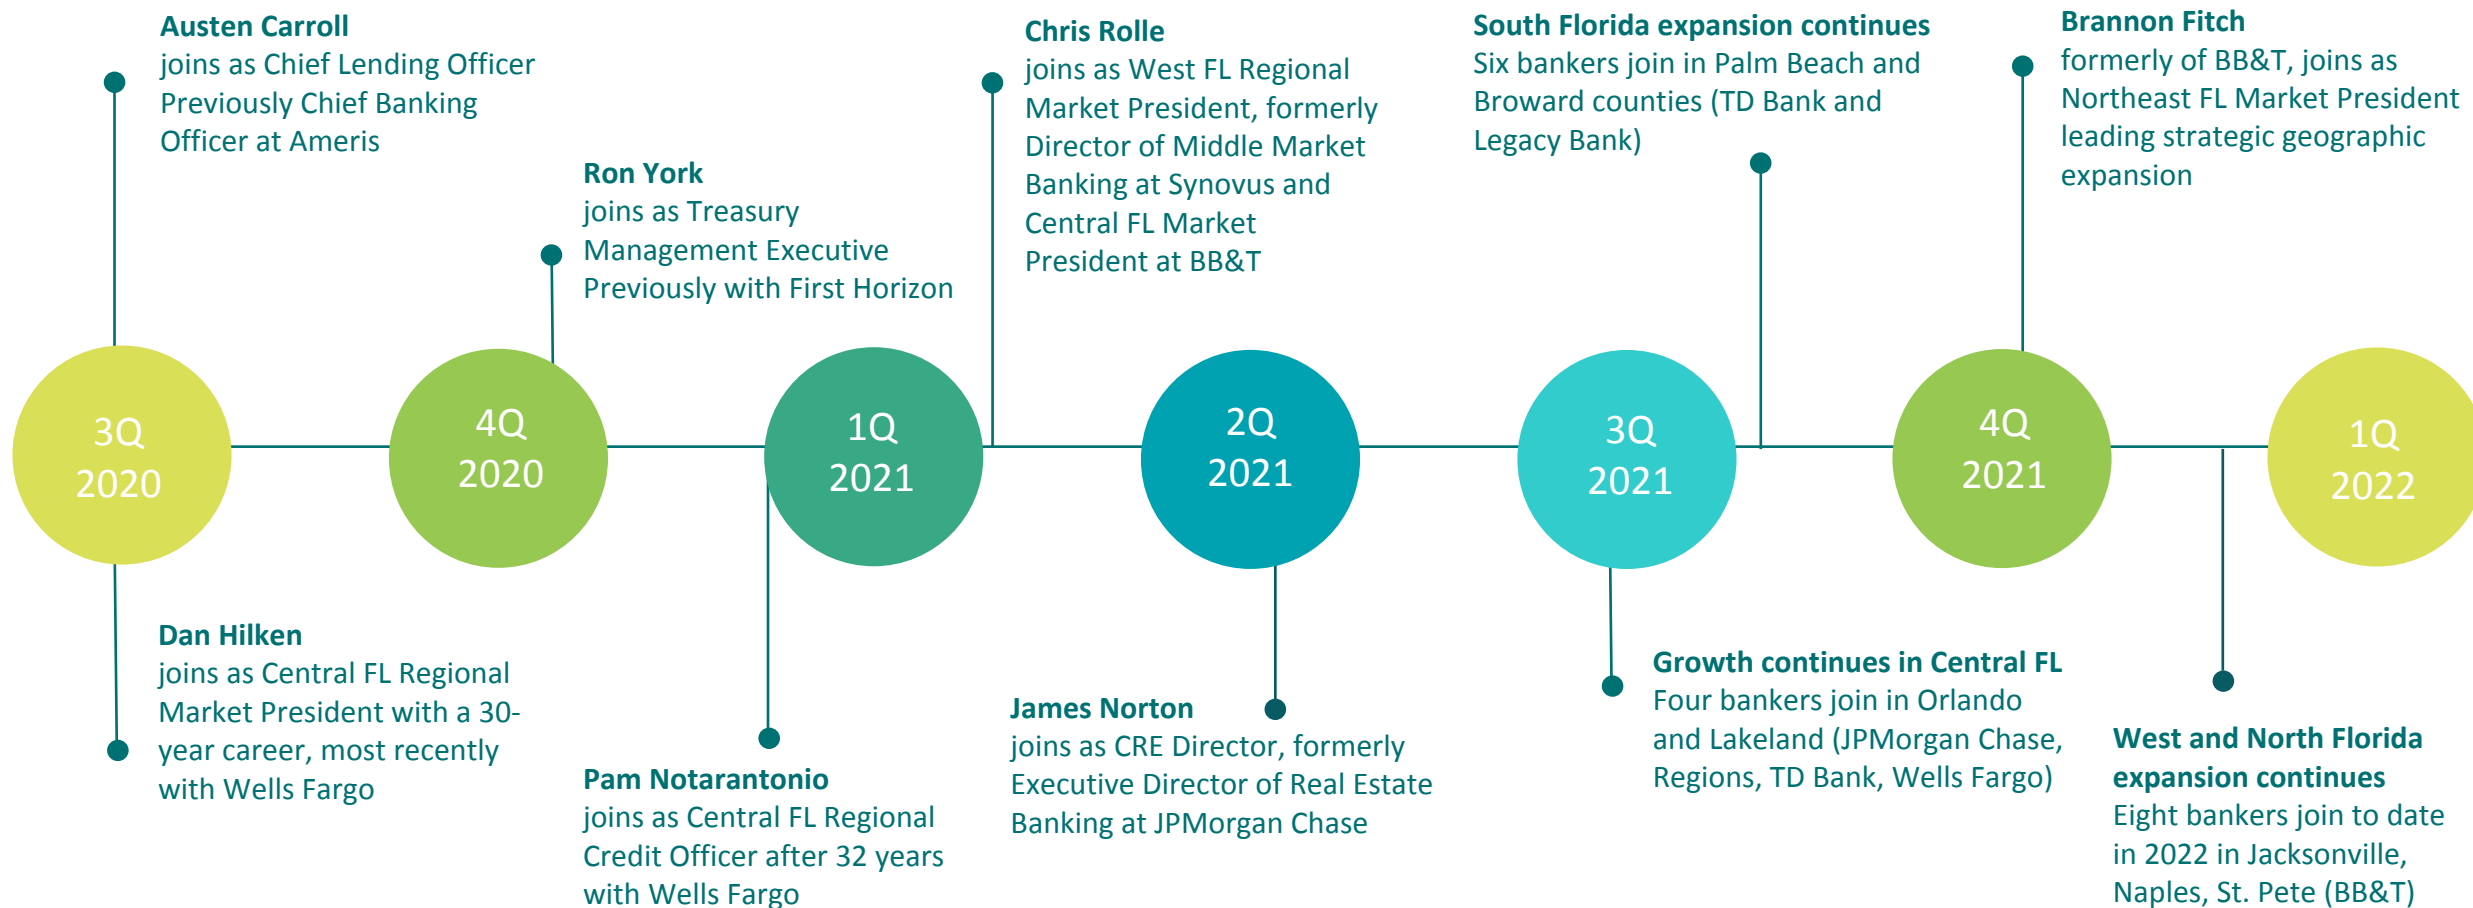 Austen Carroll
joins as Chief Lending Officer
Previously Chief Banking
Officer at Ameris
Ron York
joins as Treasury
Management Executive
Previously with First Horizon
Chris Rolle
joins as West FL Regional
Market President, formerly
Director of Middle Market
Banking at Synovus and
Central FL Market
President at BB&T
South Florida expansion continues
Six bankers join in Palm Beach and
Broward counties (TD Bank and
Legacy Bank)
Brannon Fitch
formerly of BB&T, joins as
Northeast FL Market President
leading strategic geographic
expansion
3Q
2020
4Q
2020
1Q
2021
2Q
2021
3Q
2021
4Q
2021
1Q
2022
Dan Hilken
joins as Central FL Regional
Market President with a 30-
year career, most recently
with Wells Fargo
Pam Notarantonio
joins as Central FL Regional
Credit Officer after 32 years
with Wells Fargo
James Norton
joins as CRE Director, formerly
Executive Director of Real Estate
Banking at JPMorgan Chase
Growth continues in Central FL
Four bankers join in Orlando
and Lakeland (JPMorgan Chase,
Regions, TD Bank, Wells Fargo)
West and North Florida
expansion continues
Eight bankers join to date
in 2022 in Jacksonville,
Naples, St. Pete (BB&T)